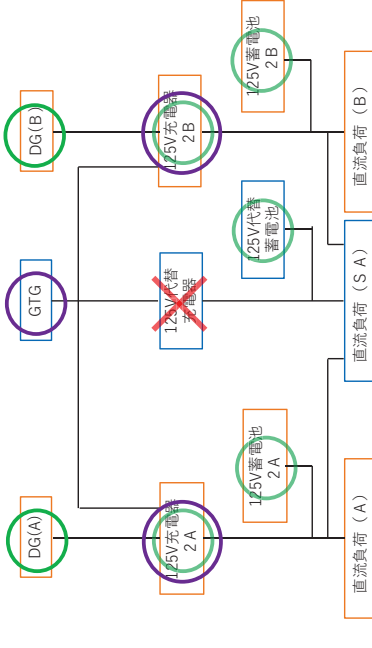 DG(A)
GTG
DG(B)
125V充電器
2A
125V代替
充電器
125V充電器
2B
125V蓄電池
2A
125V代替
蓄電池
125V蓄電池
2B
直流負荷（A）
直流負荷（SA）
直流負荷（B）